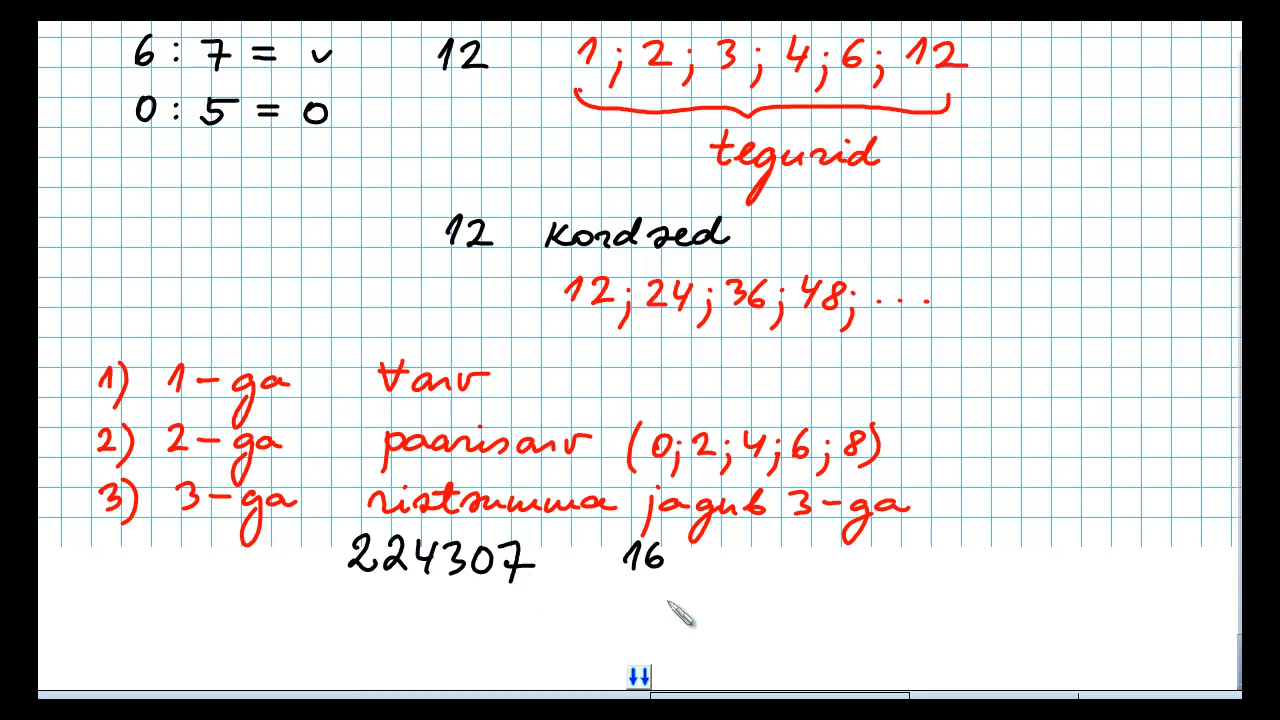 6 : 7 = v 12 1; 2; 3; 4; 6; 12
0 : 5 = 0
tegurid
12 kordsed
12; 24; 36; 48; ...
1) 1-ga ∀ arv
2) 2-ga paarisarv (0; 2; 4; 6; 8)
3) 3-ga ristsumma jagub 3-ga
224307 16